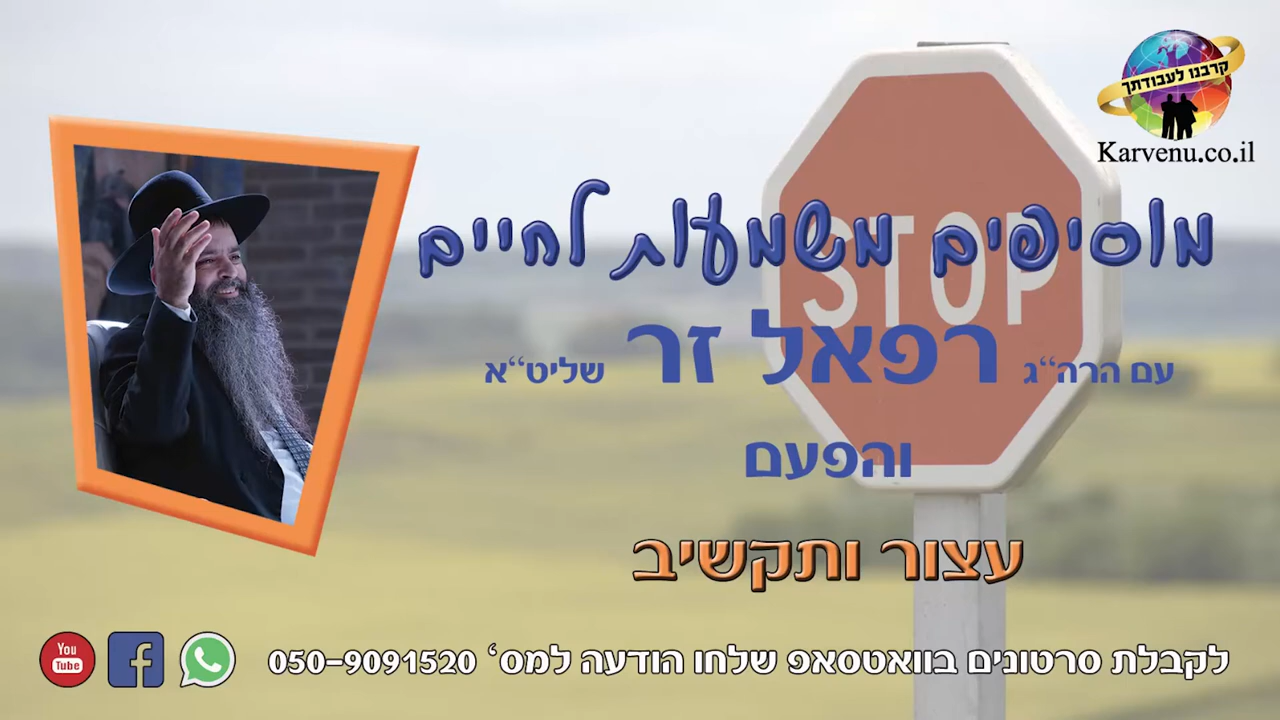 קרבנו לעבודתך
Karvenu.co.il
STOP
מוסיפים משמעות לחיים
עם הרה"ג רפאל זר שליט"א
והפעם
עצור ותקשיב
You
Tube
f
לקבלת סרטונים בוואטסאפ שלחו הודעה למס' 050-9091520